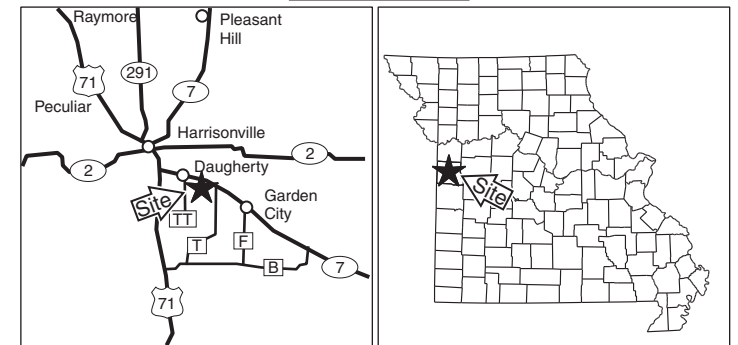 Raymore
Pleasant
Hill
71
291
7
Peculiar
Harrisonville
2
2
Daugherty
Site
TT
Garden
City
T
F
B
7
71
Site